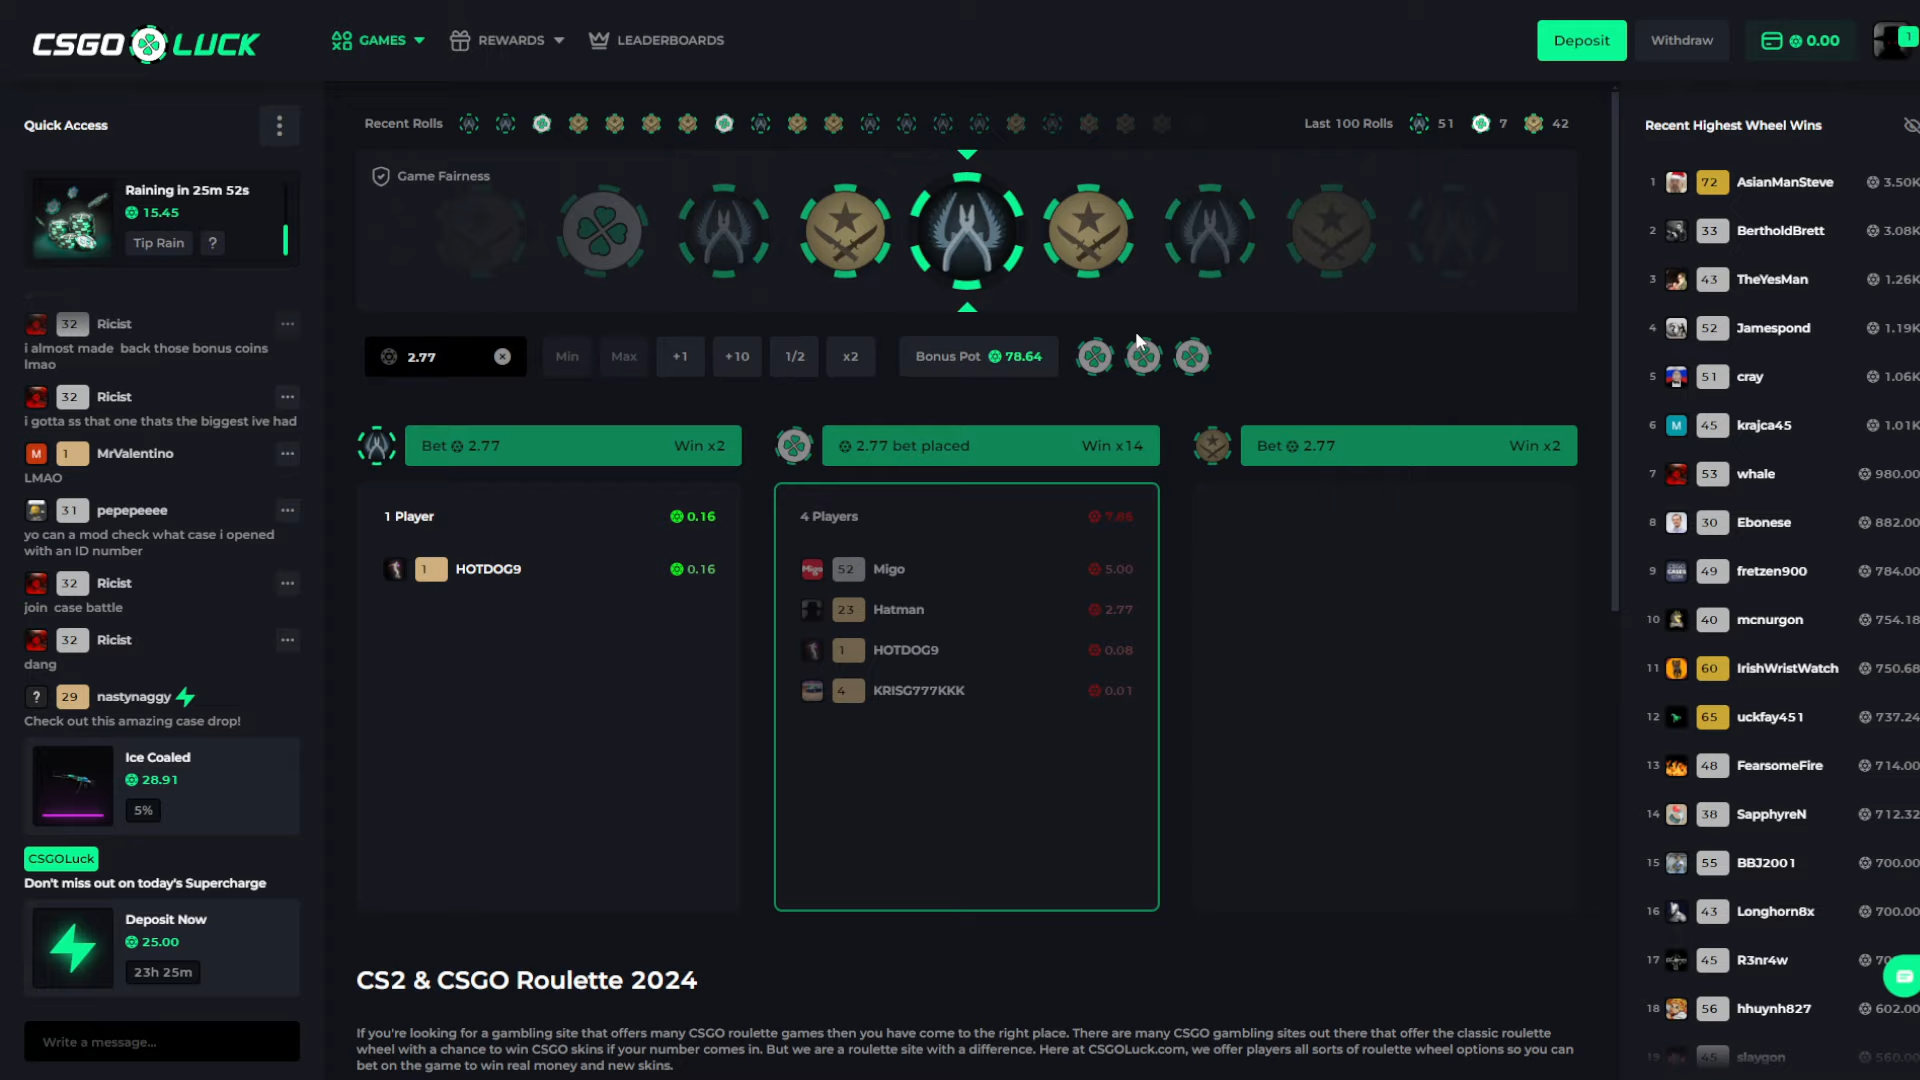 CSGO LUCK
GAMES
REWARDS
LEADERBOARDS
Deposit
Withdraw
0.00
1
Quick Access
Raining in 25m 52s
15.45
Tip Rain
?
32 Ricist
i almost made back those bonus coins
lmao
32 Ricist
i gotta ss that one thats the biggest ive had
M 1 MrValentino
LMAO
31 pepepeeee
yo can a mod check what case i opened
with an ID number
32 Ricist
join case battle
32 Ricist
dang
? 29 nastynaggy
Check out this amazing case drop!
Ice Coaled
28.91
5%
CSGOLuck
Don't miss out on today's Supercharge
Deposit Now
25.00
23h 25m
Write a message...
Recent Rolls
Last 100 Rolls 51 7 42
Game Fairness
2.77
Min
Max
+1
+10
1/2
x2
Bonus Pot 78.64
Bet 2.77 Win x2
2.77 bet placed Win x14
Bet 2.77 Win x2
1 Player 0.16
1 HOTDOG9 0.16
4 Players 7.86
Migo 52 Migo 5.00
23 Hatman 2.77
1 HOTDOG9 0.08
4 KRISG777KKK 0.01
CS2 & CSGO Roulette 2024
If you're looking for a gambling site that offers many CSGO roulette games then you have come to the right place. There are many CSGO gambling sites out there that offer the classic roulette
wheel with a chance to win CSGO skins if your number comes in. But we are a roulette site with a difference. Here at CSGOLuck.com, we offer players all sorts of roulette wheel options so you can
bet on the game to win real money and new skins.
Recent Highest Wheel Wins
1 72 AsianManSteve 3.50K
2 33 BertholdBrett 3.08K
3 43 TheYesMan 1.26K
4 52 Jamespond 1.19K
5 51 cray 1.06K
6 M 45 krajca45 1.01K
7 53 whale 980.00
8 30 Ebonese 882.00
9 49 fretzen900 784.00
10 40 mcnurgon 754.18
11 60 IrishWristWatch 750.68
12 65 uckfay451 737.24
13 48 FearsomeFire 714.00
14 38 SapphyreN 712.32
15 55 BBJ2001 700.00
16 43 Longhorn8x 700.00
17 45 R3nr4w
18 56 hhuynh827 602.00
19 45 slaygon 560.00